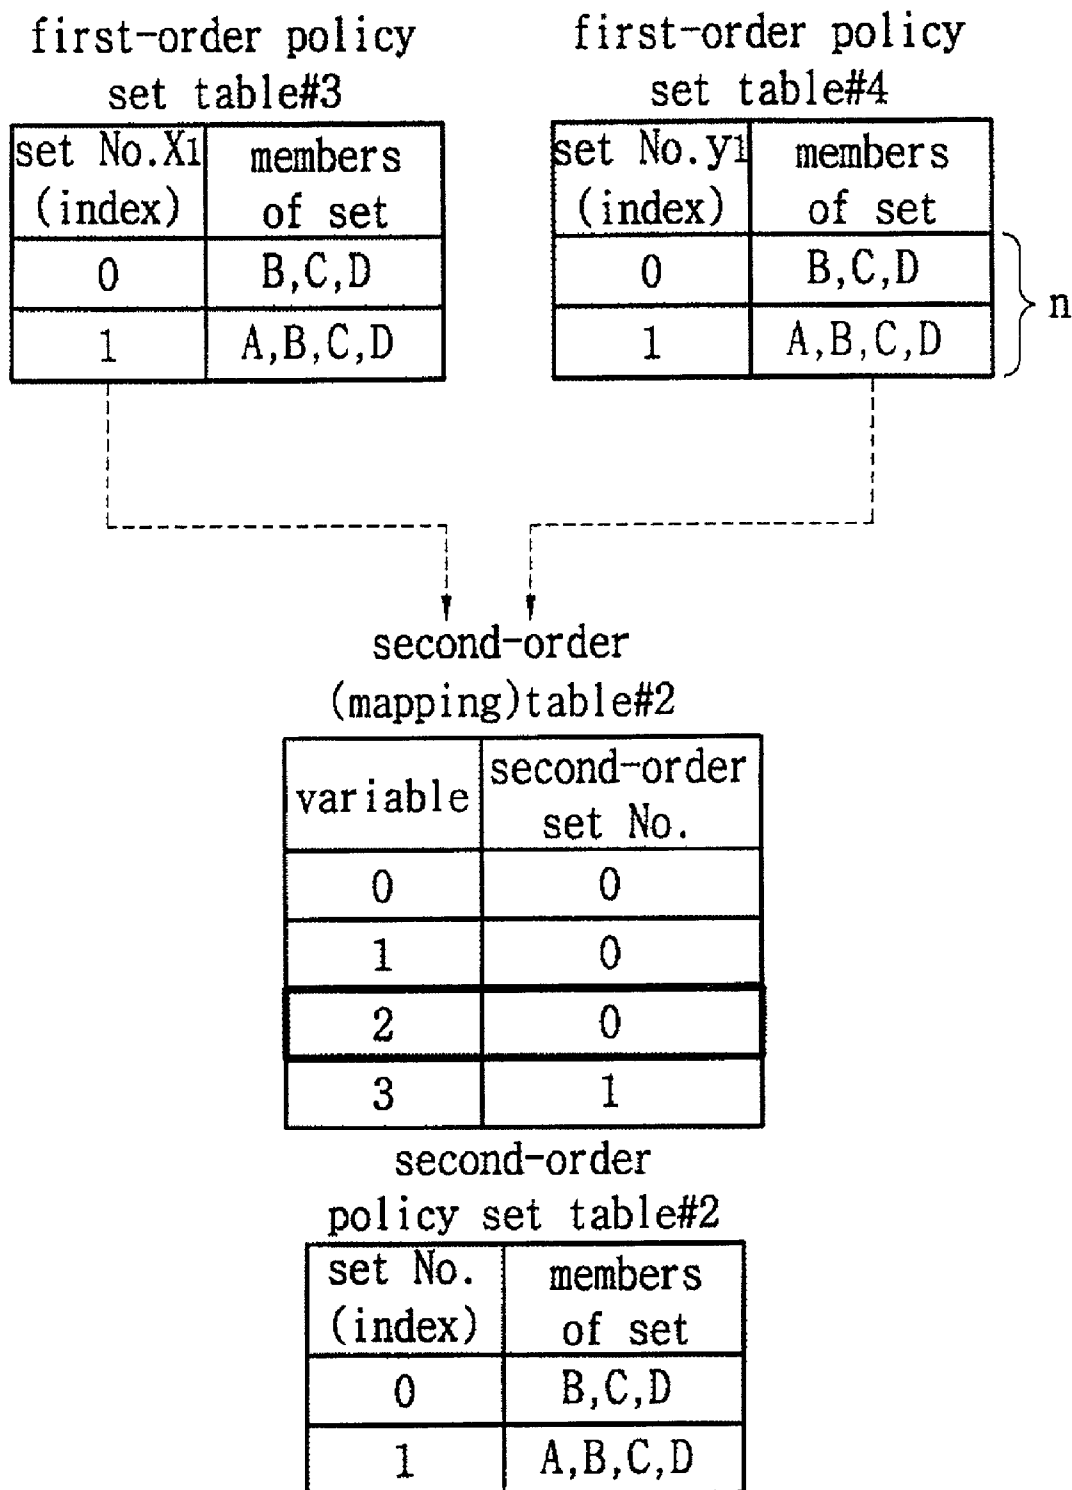 first-order policy
set table#3
set No.X1 members
(index) of set
0 B,C,D
1 A,B,C,D
first-order policy
set table#4
set No.y1 members
(index) of set
0 B,C,D
1 A,B,C,D
n
second-order
(mapping)table#2
variable second-order
set No.
0 0
1 0
2 0
3 1
second-order
policy set table#2
set No. members
(index) of set
0 B,C,D
1 A,B,C,D